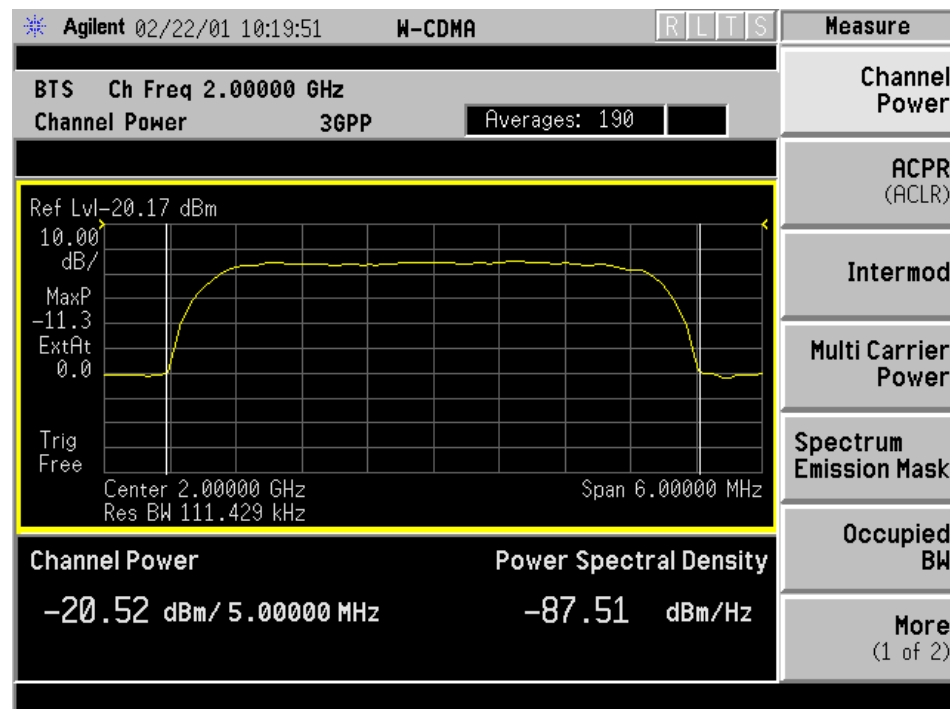 Agilent 02/22/01 10:19:51 W-CDMA R L T S
BTS Ch Freq 2.00000 GHz
Channel Power 3GPP Averages: 190
Ref Lvl-20.17 dBm
10.00
dB/
MaxP
-11.3
ExtAt
0.0
Trig
Free
Center 2.00000 GHz Span 6.00000 MHz
Res BW 111.429 kHz
Channel Power Power Spectral Density
-20.52 dBm/ 5.00000 MHz -87.51 dBm/Hz
Measure
Channel
Power
ACPR
(ACLR)
Intermod
Multi Carrier
Power
Spectrum
Emission Mask
Occupied
BW
More
(1 of 2)